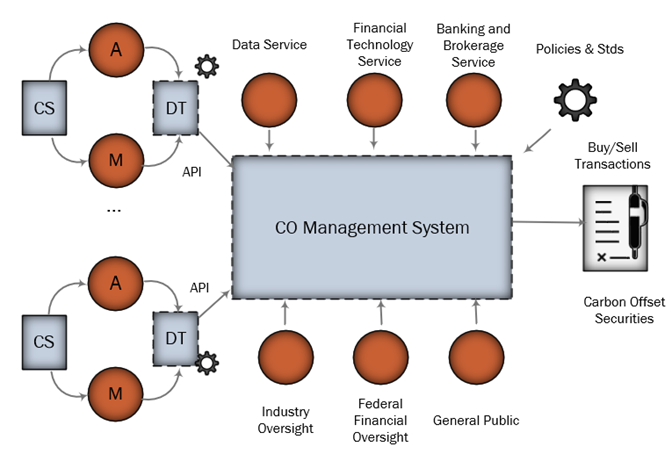 A
CS
DT
M
API
...
Data Service
Financial
Technology
Service
Banking and
Brokerage
Service
Policies & Stds
CO Management System
Buy/Sell
Transactions
Carbon Offset
Securities
A
CS
DT
M
API
Industry
Oversight
Federal
Financial
Oversight
General Public